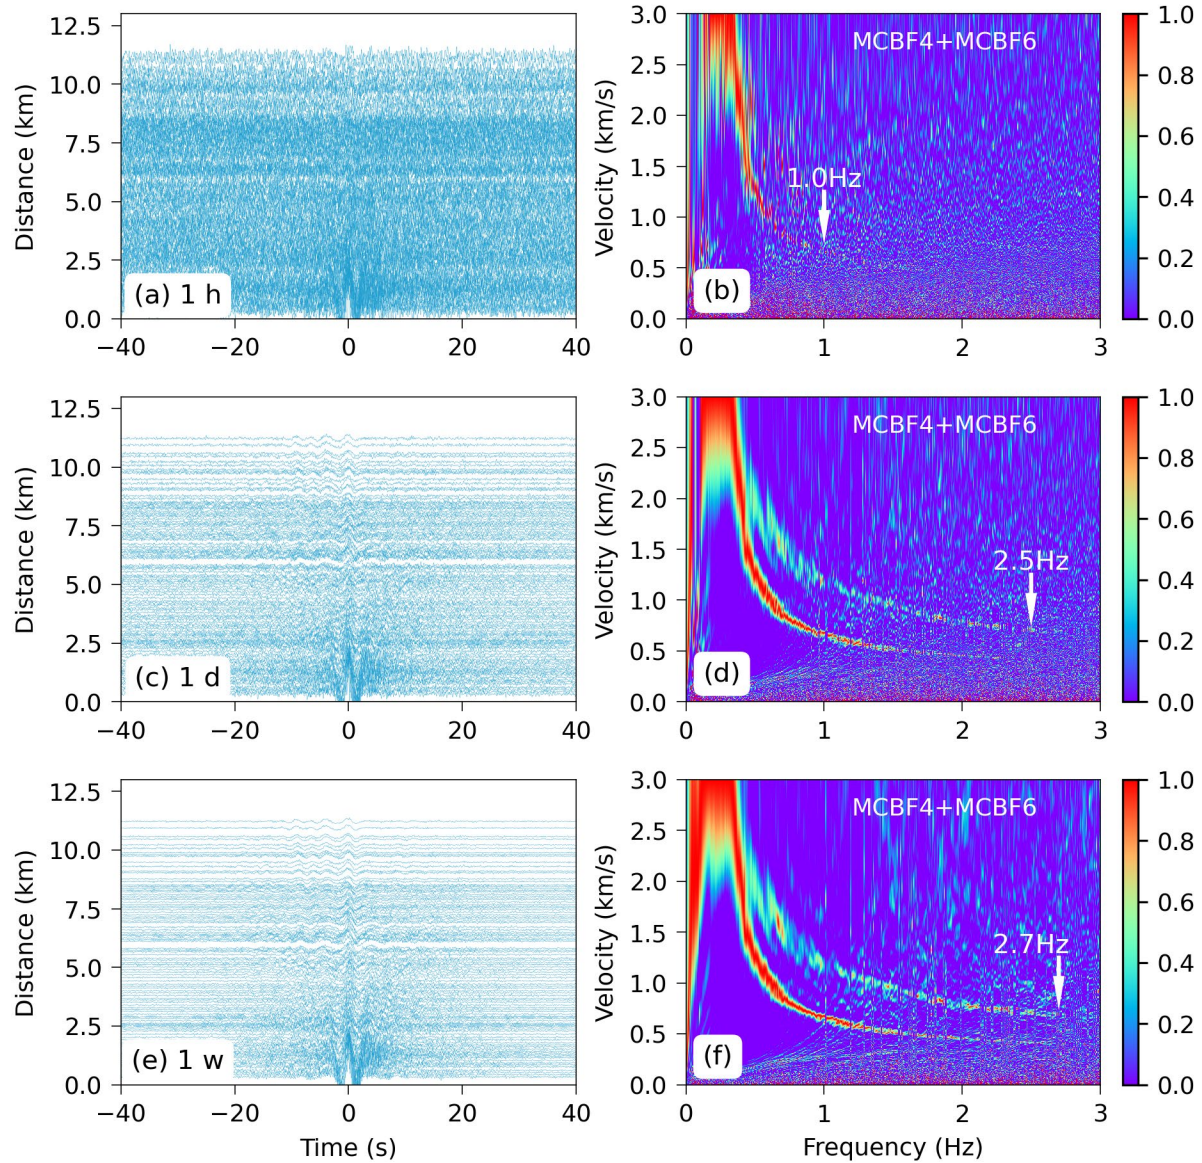 12.5
10.0
7.5
5.0
2.5
0.0
Distance (km)
(a) 1 h
−40 −20 0 20 40
3.0
2.5
2.0
1.5
1.0
0.5
0.0
Velocity (km/s)
MCBF4+MCBF6
1.0Hz
(b)
0 1 2 3
1.0
0.8
0.6
0.4
0.2
0.0
12.5
10.0
7.5
5.0
2.5
0.0
Distance (km)
(c) 1 d
−40 −20 0 20 40
3.0
2.5
2.0
1.5
1.0
0.5
0.0
Velocity (km/s)
MCBF4+MCBF6
2.5Hz
(d)
0 1 2 3
1.0
0.8
0.6
0.4
0.2
0.0
12.5
10.0
7.5
5.0
2.5
0.0
Distance (km)
(e) 1 w
−40 −20 0 20 40
Time (s)
3.0
2.5
2.0
1.5
1.0
0.5
0.0
Velocity (km/s)
MCBF4+MCBF6
2.7Hz
(f)
0 1 2 3
Frequency (Hz)
1.0
0.8
0.6
0.4
0.2
0.0